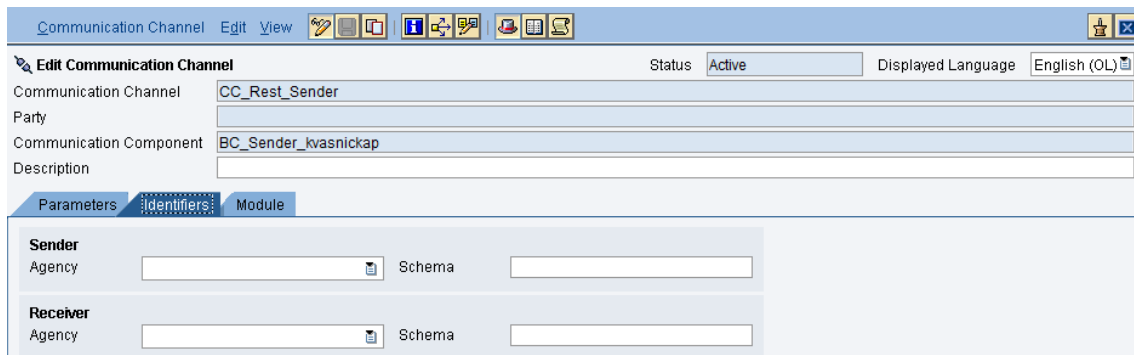 Communication Channel Edit View
Edit Communication Channel Status Active Displayed Language English (OL)
Communication Channel CC_Rest_Sender
Party
Communication Component BC_Sender_kvasnickap
Description
Parameters Identifiers Module
Sender
Agency Schema
Receiver
Agency Schema